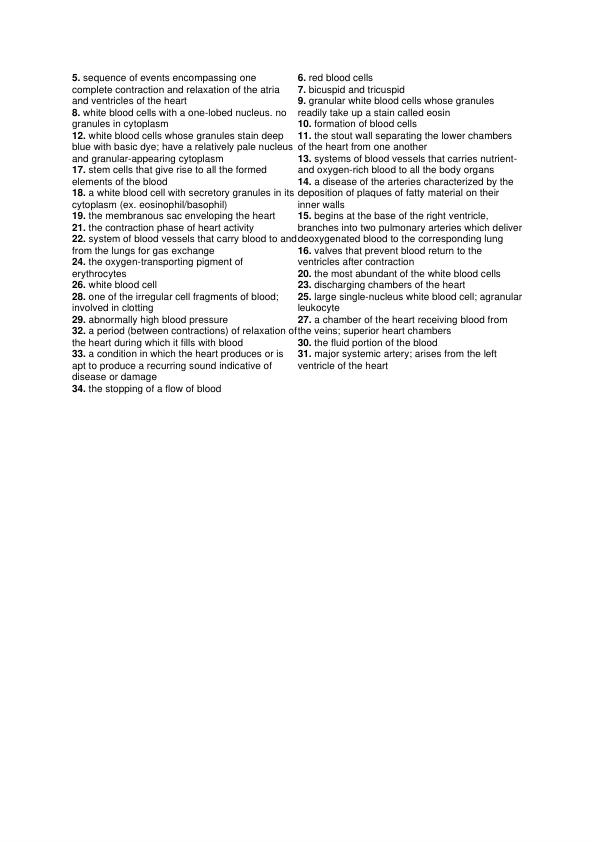 5. sequence of events encompassing one
complete contraction and relaxation of the atria
and ventricles of the heart
8. white blood cells with a one-lobed nucleus. no
granules in cytoplasm
12. white blood cells whose granules stain deep
blue with basic dye; have a relatively pale nucleus
and granular-appearing cytoplasm
17. stem cells that give rise to all the formed
elements of the blood
18. a white blood cell with secretory granules in its
cytoplasm (ex. eosinophil/basophil)
19. the membranous sac enveloping the heart
21. the contraction phase of heart activity
22. system of blood vessels that carry blood to and
from the lungs for gas exchange
24. the oxygen-transporting pigment of
erythrocytes
26. white blood cell
28. one of the irregular cell fragments of blood;
involved in clotting
29. abnormally high blood pressure
32. a period (between contractions) of relaxation of
the heart during which it fills with blood
33. a condition in which the heart produces or is
apt to produce a recurring sound indicative of
disease or damage
34. the stopping of a flow of blood
6. red blood cells
7. bicuspid and tricuspid
9. granular white blood cells whose granules
readily take up a stain called eosin
10. formation of blood cells
11. the stout wall separating the lower chambers
of the heart from one another
13. systems of blood vessels that carries nutrient-
and oxygen-rich blood to all the body organs
14. a disease of the arteries characterized by the
deposition of plaques of fatty material on their
inner walls
15. begins at the base of the right ventricle,
branches into two pulmonary arteries which deliver
deoxygenated blood to the corresponding lung
16. valves that prevent blood return to the
ventricles after contraction
20. the most abundant of the white blood cells
23. discharging chambers of the heart
25. large single-nucleus white blood cell; agranular
leukocyte
27. a chamber of the heart receiving blood from
the veins; superior heart chambers
30. the fluid portion of the blood
31. major systemic artery; arises from the left
ventricle of the heart